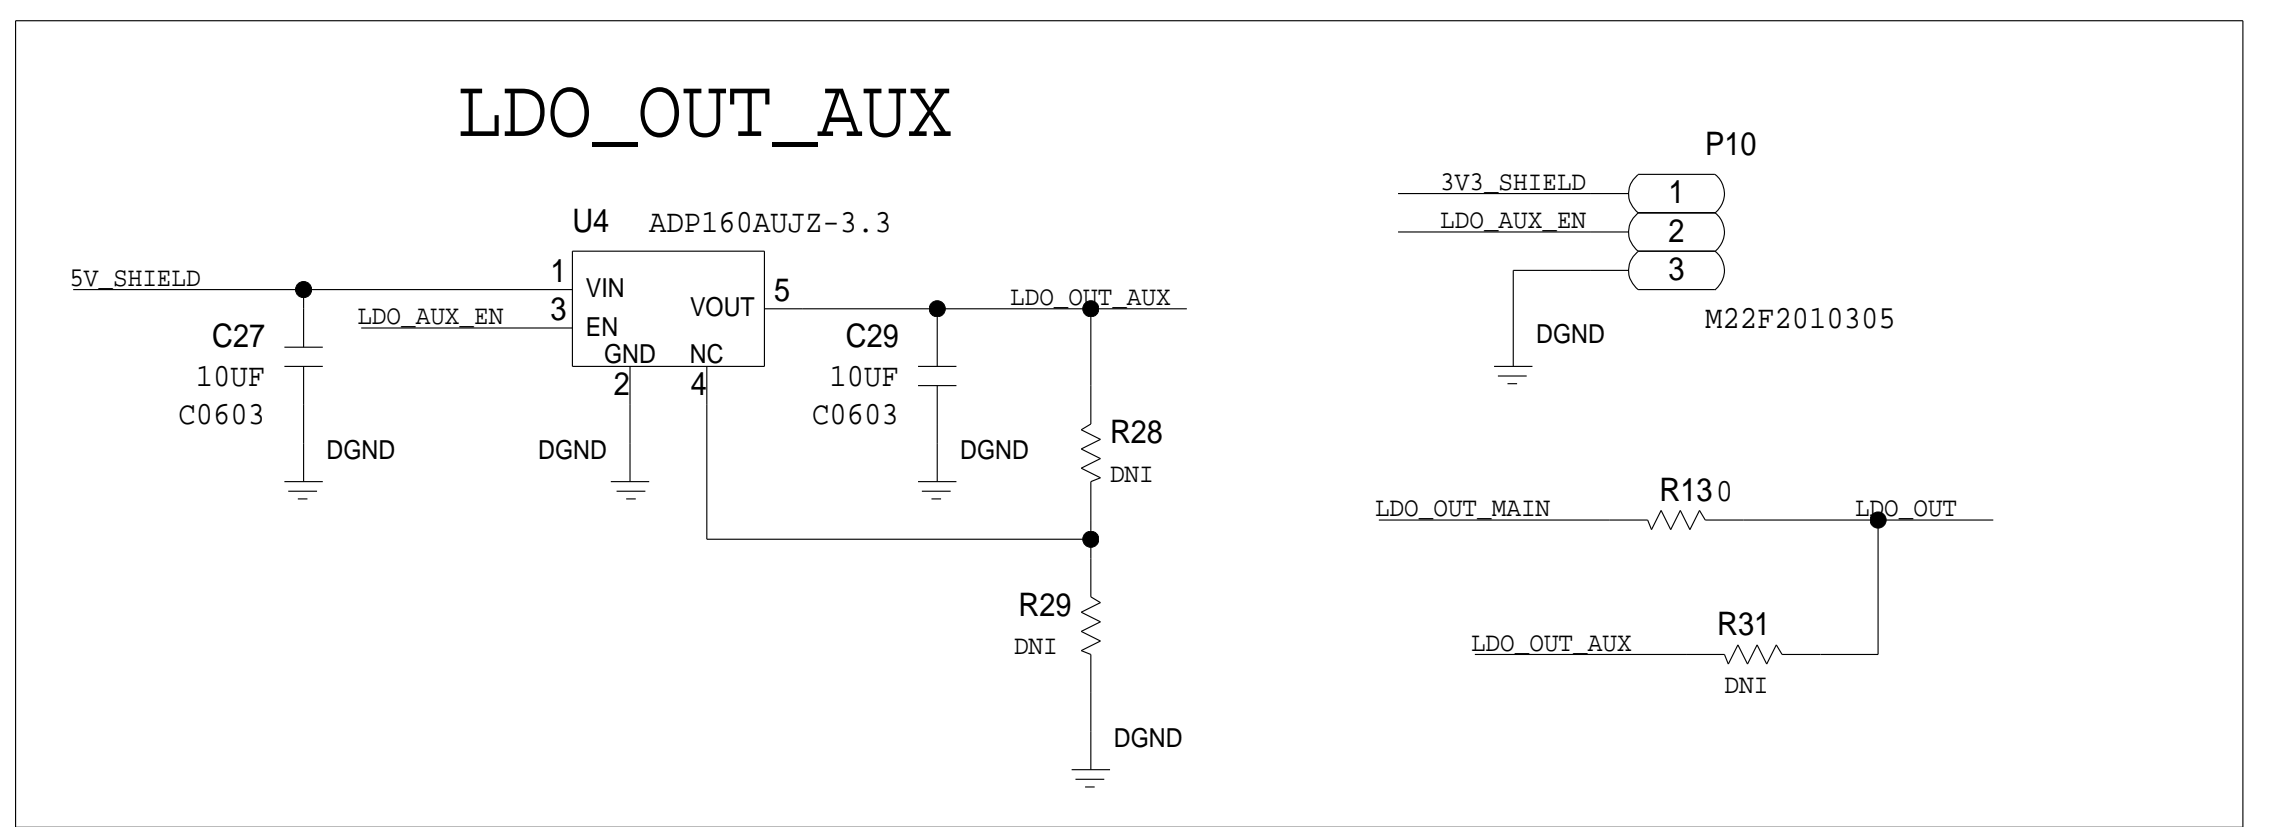 LDO_OUT_AUX
U4 ADP160AUJZ-3.3
5V_SHIELD
1
VIN
LDO_AUX_EN
3
EN
VOUT
5
LDO_OUT_AUX
GND
NC
2
4
C27
10UF
C0603
DGND
DGND
C29
10UF
C0603
DGND
R28
DNI
R29
DNI
DGND
P10
3V3_SHIELD
1
LDO_AUX_EN
2
3
M22F2010305
DGND
R13 0
LDO_OUT_MAIN
LDO_OUT
R31
LDO_OUT_AUX
DNI